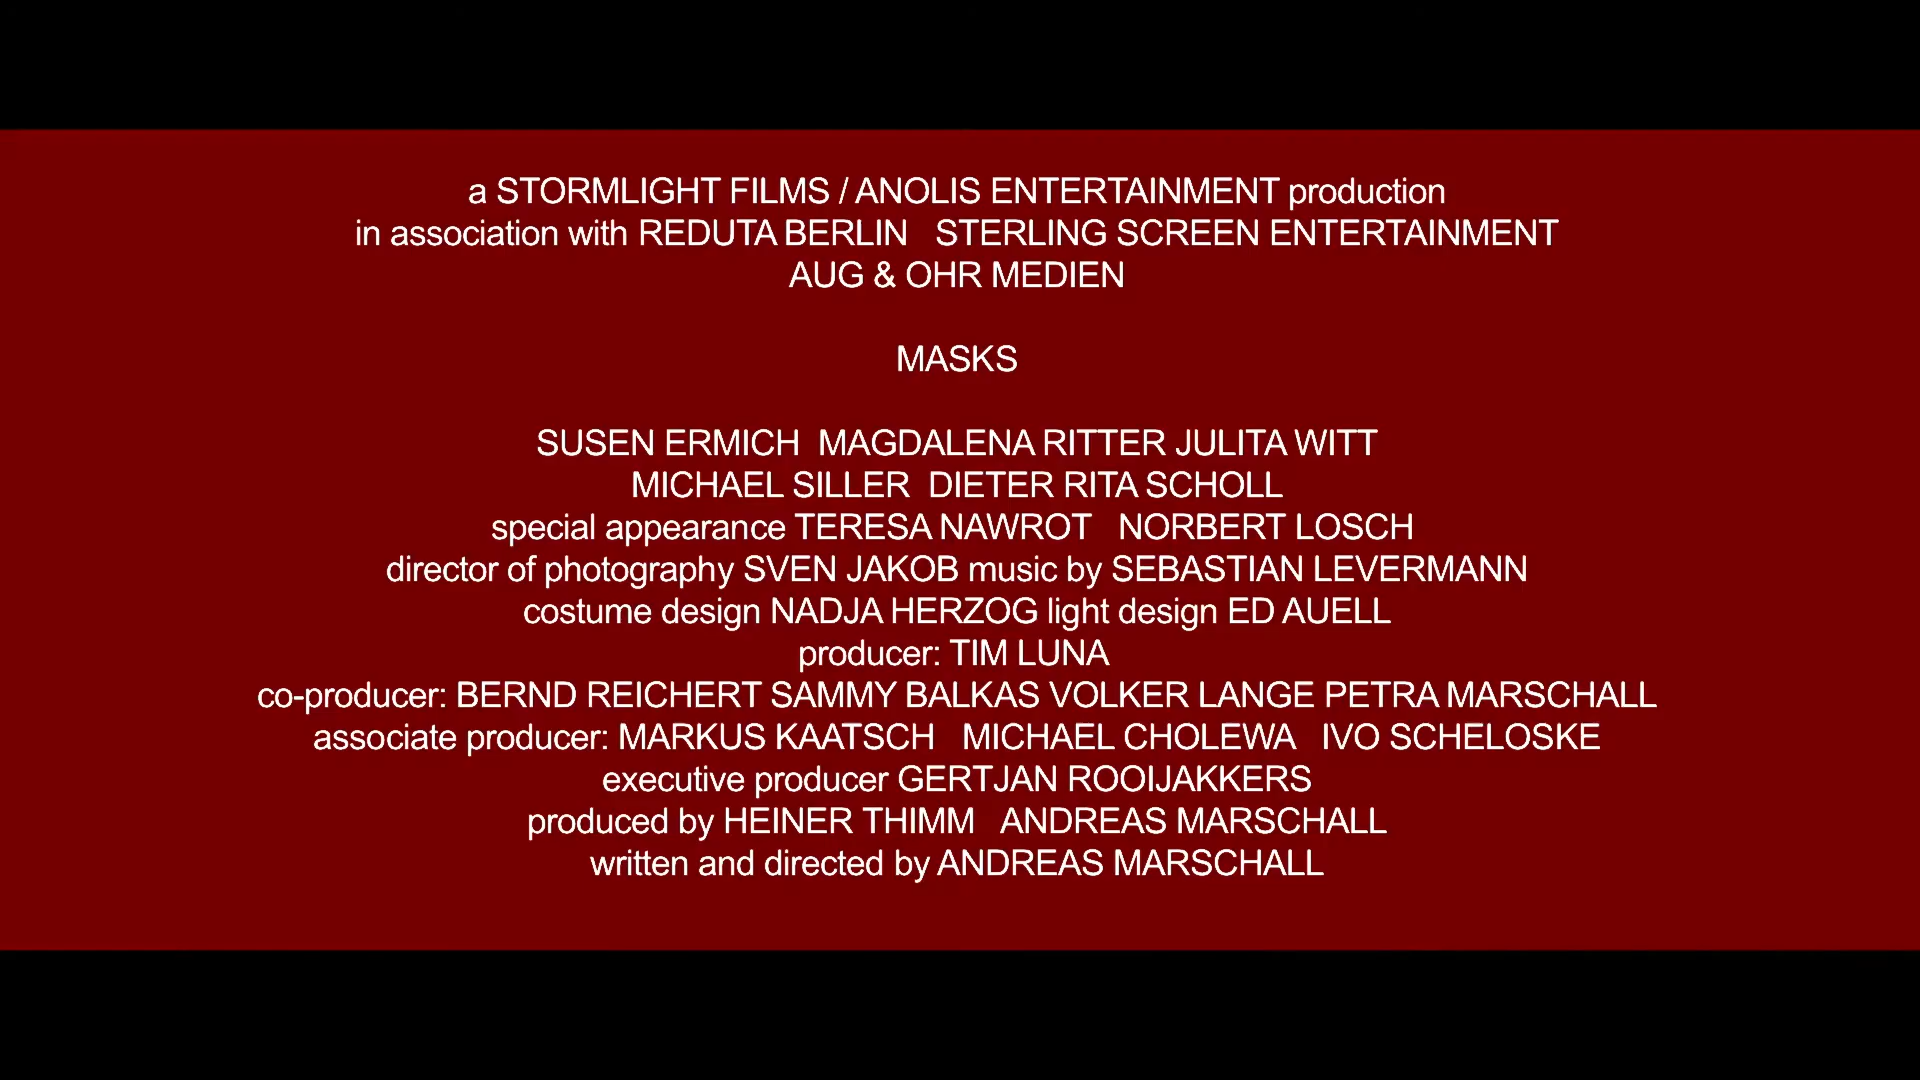 a STORMLIGHT FILMS / ANOLIS ENTERTAINMENT production
in association with REDUTA BERLIN   STERLING SCREEN ENTERTAINMENT
AUG & OHR MEDIEN
MASKS
SUSEN ERMICH  MAGDALENA RITTER JULITA WITT
MICHAEL SILLER  DIETER RITA SCHOLL
special appearance TERESA NAWROT   NORBERT LOSCH
director of photography SVEN JAKOB music by SEBASTIAN LEVERMANN
costume design NADJA HERZOG light design ED AUELL
producer: TIM LUNA
co-producer: BERND REICHERT SAMMY BALKAS VOLKER LANGE PETRA MARSCHALL
associate producer: MARKUS KAATSCH   MICHAEL CHOLEWA   IVO SCHELOSKE
executive producer GERTJAN ROOIJAKKERS
produced by HEINER THIMM   ANDREAS MARSCHALL
written and directed by ANDREAS MARSCHALL